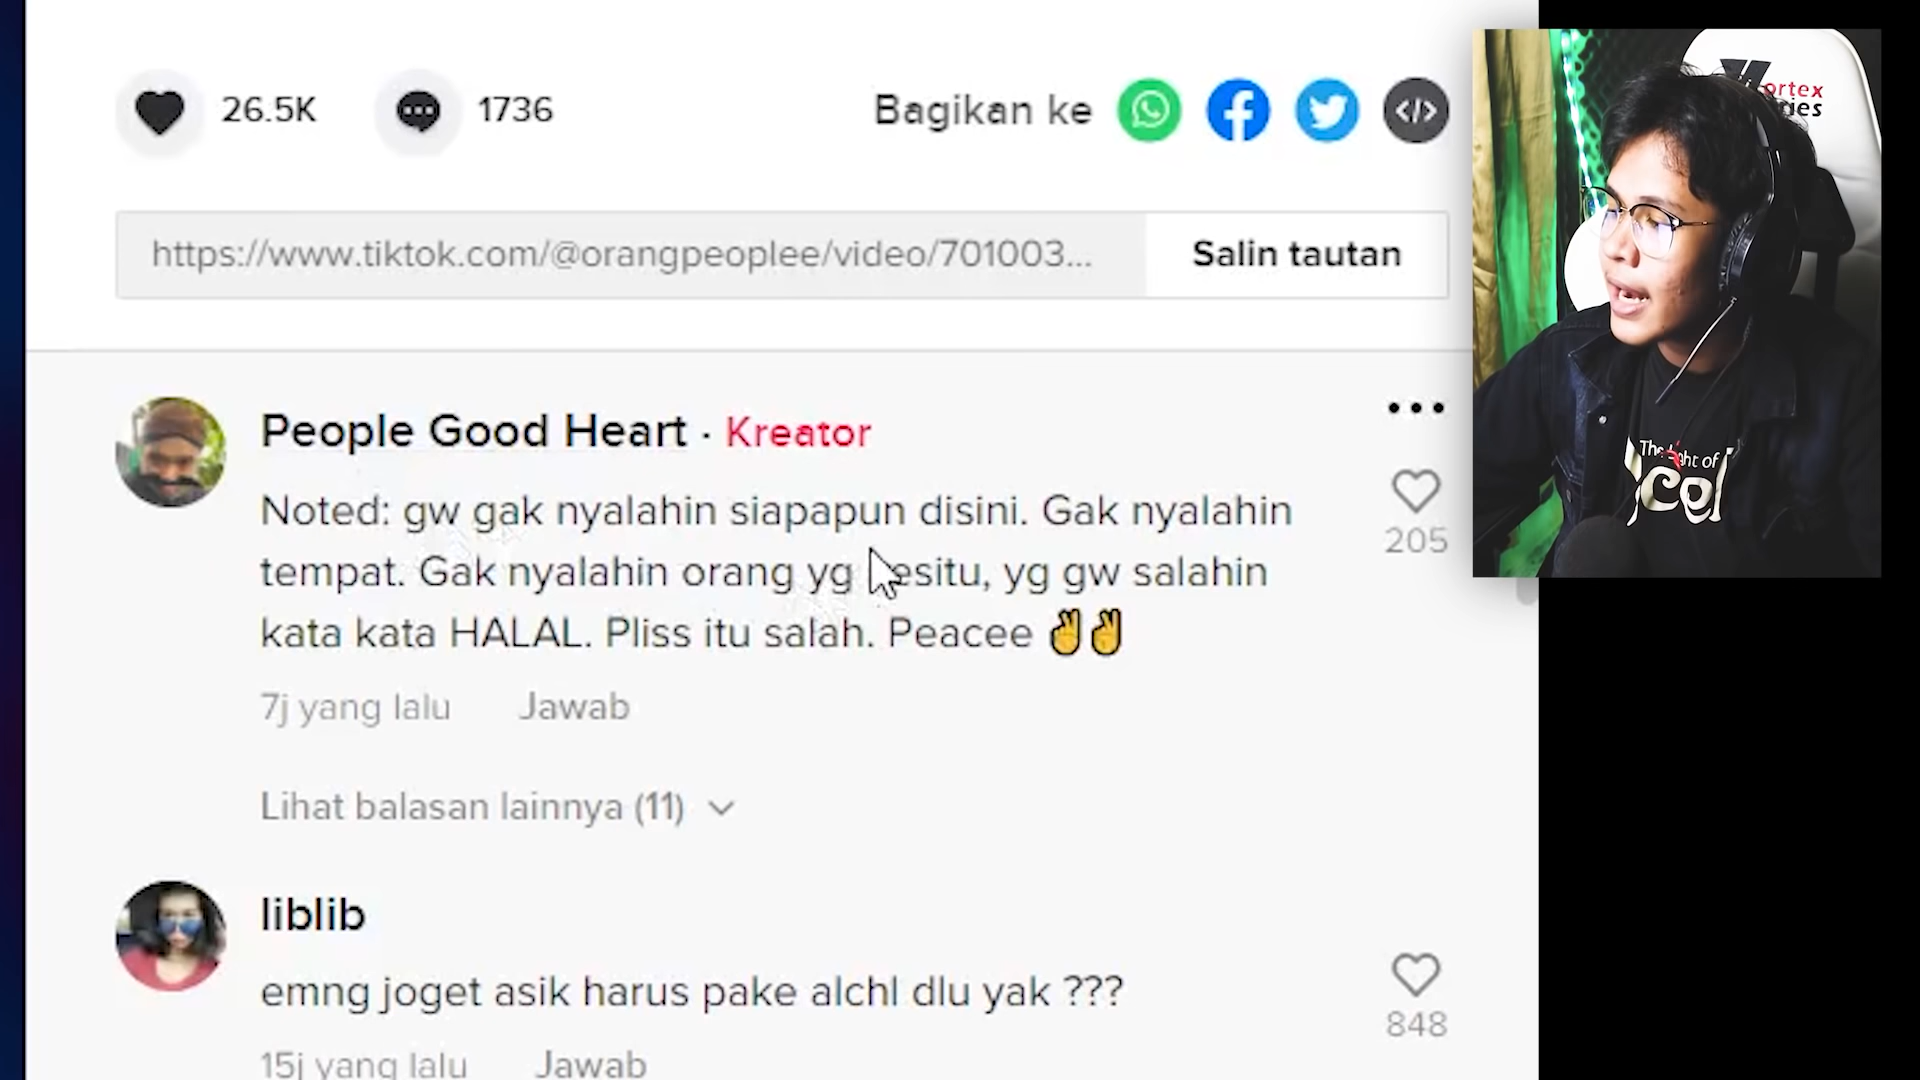 26.5K
1736
Bagikan ke
https://www.tiktok.com/@orangpeoplee/video/701003...
Salin tautan
People Good Heart · Kreator
Noted: gw gak nyalahin siapapun disini. Gak nyalahin
tempat. Gak nyalahin orang yg kesitu, yg gw salahin
kata kata HALAL. Pliss itu salah. Peacee ✌️✌️
205
7j yang lalu
Jawab
Lihat balasan lainnya (11)
liblib
emng joget asik harus pake alchl dlu yak ???
848
15j yang lalu
Jawab
The
of